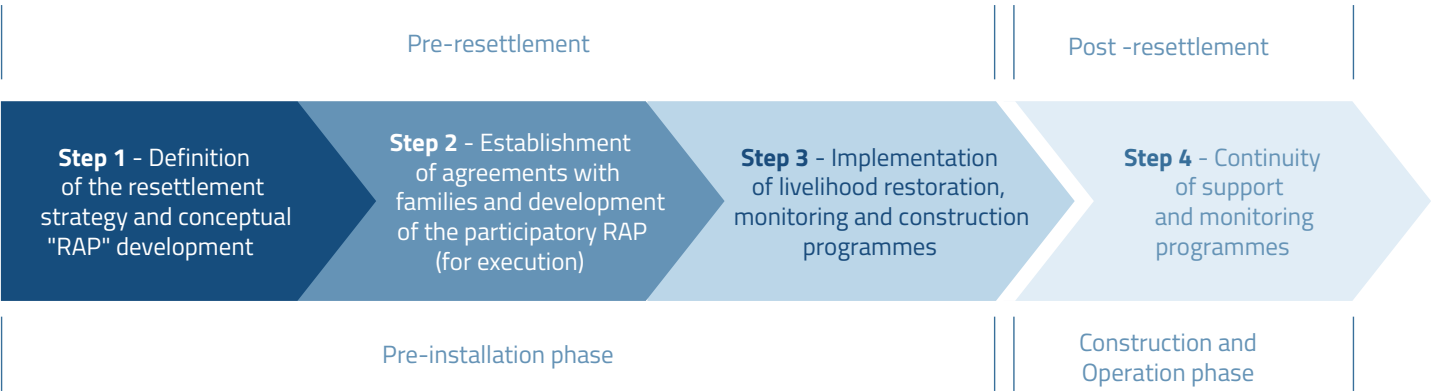 Pre-resettlement
Post -resettlement
Step 1 - Definition
of the resettlement
strategy and conceptual
"RAP" development
Step 2 - Establishment
of agreements with
families and development
of the participatory RAP
(for execution)
Step 3 - Implementation
of livelihood restoration,
monitoring and construction
programmes
Step 4 - Continuity
of support
and monitoring
programmes
Pre-installation phase
Construction and
Operation phase